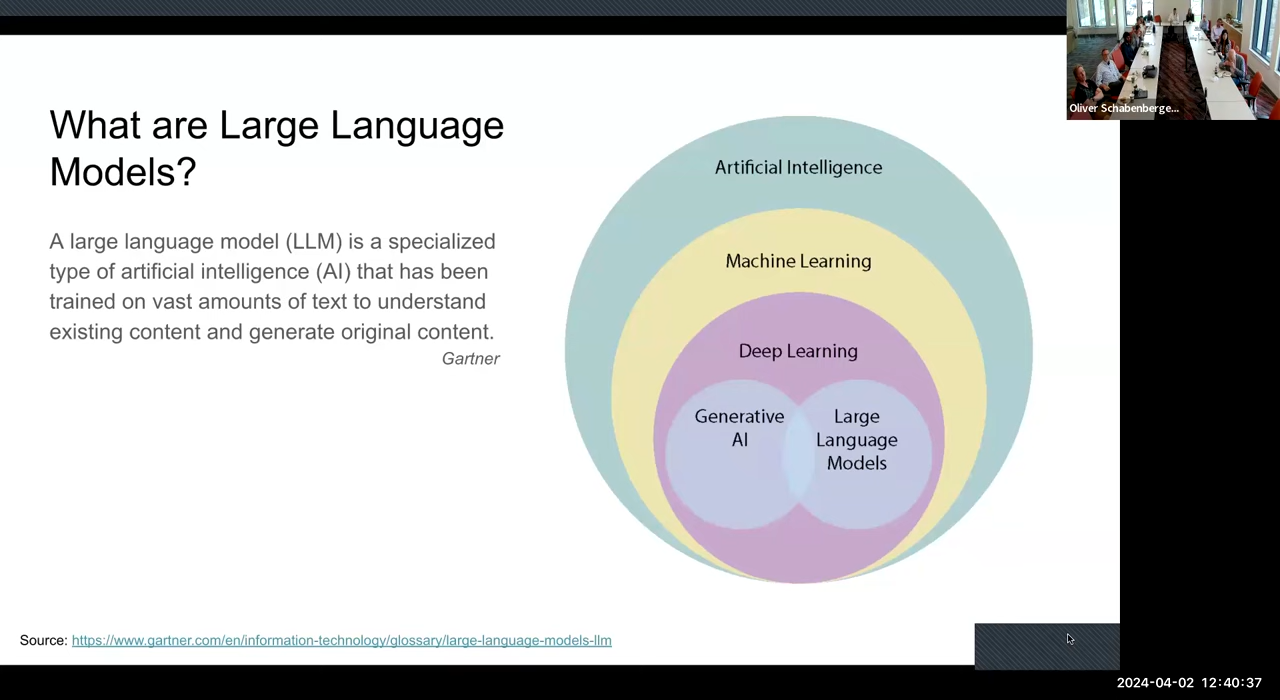 What are Large Language
Models?
A large language model (LLM) is a specialized
type of artificial intelligence (AI) that has been
trained on vast amounts of text to understand
existing content and generate original content.
Gartner
Artificial Intelligence
Machine Learning
Deep Learning
Generative
AI
Large
Language
Models
Source: https://www.gartner.com/en/information-technology/glossary/large-language-models-llm
Oliver Schabenberge...
2024-04-02 12:40:37